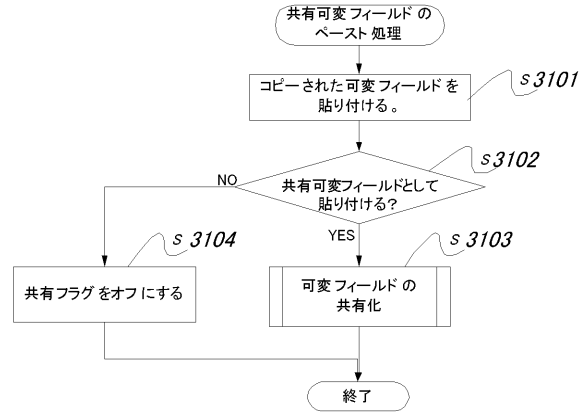 共有可変フィールドの
ペースト処理
コピーされた可変フィールドを
貼り付ける。
S3101
共有可変フィールドとして
貼り付ける?
S3102
NO
YES
共有フラグをオフにする
S3104
可変フィールドの
共有化
S3103
終了